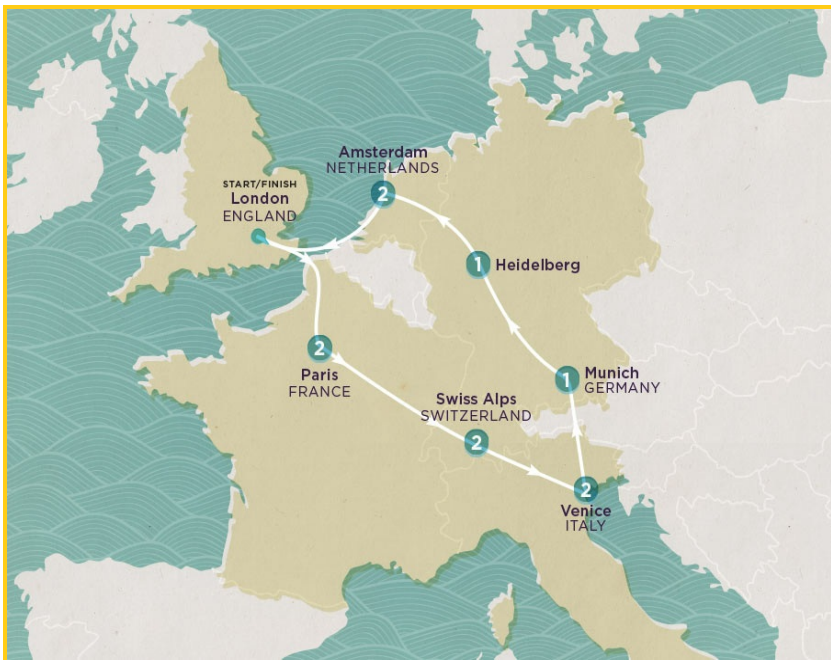 START/FINISH
London
ENGLAND
Amsterdam
NETHERLANDS
2
1
Heidelberg
2
Paris
FRANCE
1
Munich
GERMANY
Swiss Alps
SWITZERLAND
2
2
Venice
ITALY